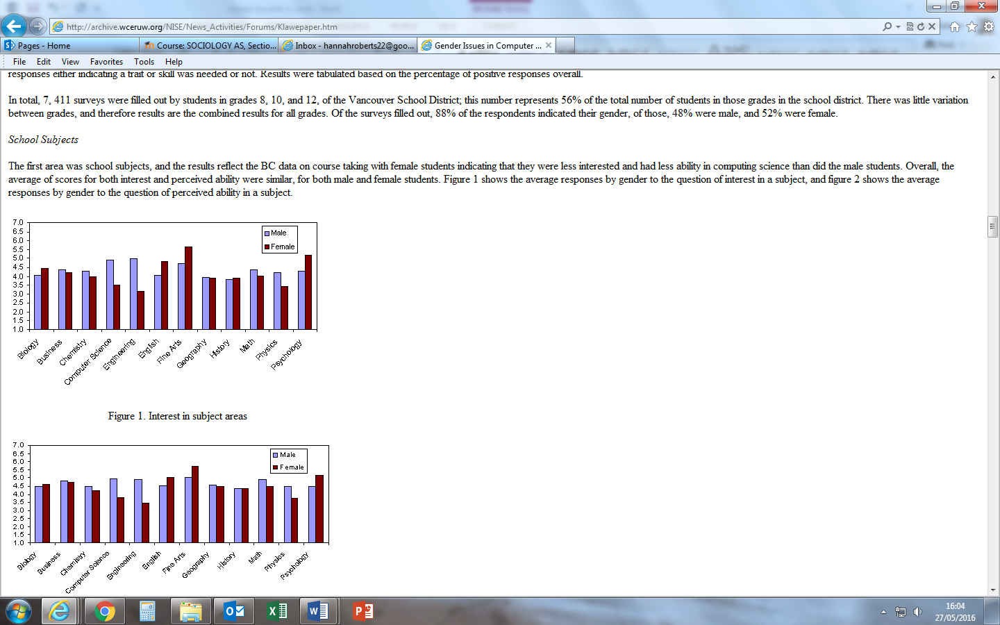 http://archive.wceruw.org/NISE/News_Activities/Forums/Klawepaper.htm
Pages - Home
Course: SOCIOLOGY AS, Sectio...
Inbox - hannahroberts22@goo...
Gender Issues in Computer ...
File Edit View Favorites Tools Help
responses either indicating a trait or skill was needed or not. Results were tabulated based on the percentage of positive responses overall.
In total, 7, 411 surveys were filled out by students in grades 8, 10, and 12, of the Vancouver School District; this number represents 56% of the total number of students in those grades in the school district. There was little variation
between grades, and therefore results are the combined results for all grades. Of the surveys filled out, 88% of the respondents indicated their gender, of those, 48% were male, and 52% were female.
School Subjects
The first area was school subjects, and the results reflect the BC data on course taking with female students indicating that they were less interested and had less ability in computing science than did the male students. Overall, the
average of scores for both interest and perceived ability were similar, for both male and female students. Figure 1 shows the average responses by gender to the question of interest in a subject, and figure 2 shows the average
responses by gender to the question of perceived ability in a subject.
7.0
6.5
6.0
5.5
5.0
4.5
4.0
3.5
3.0
2.5
2.0
1.5
1.0
Male
Female
Biology
Business
Chemistry
Computer Science
Engineering
English
Fine Arts
Geography
History
Math
Physics
Psychology
Figure 1. Interest in subject areas
7.0
6.5
6.0
5.5
5.0
4.5
4.0
3.5
3.0
2.5
2.0
1.5
1.0
Male
Female
Biology
Business
Chemistry
Computer Science
Engineering
English
Fine Arts
Geography
History
Math
Physics
Psychology
16:04
27/05/2016